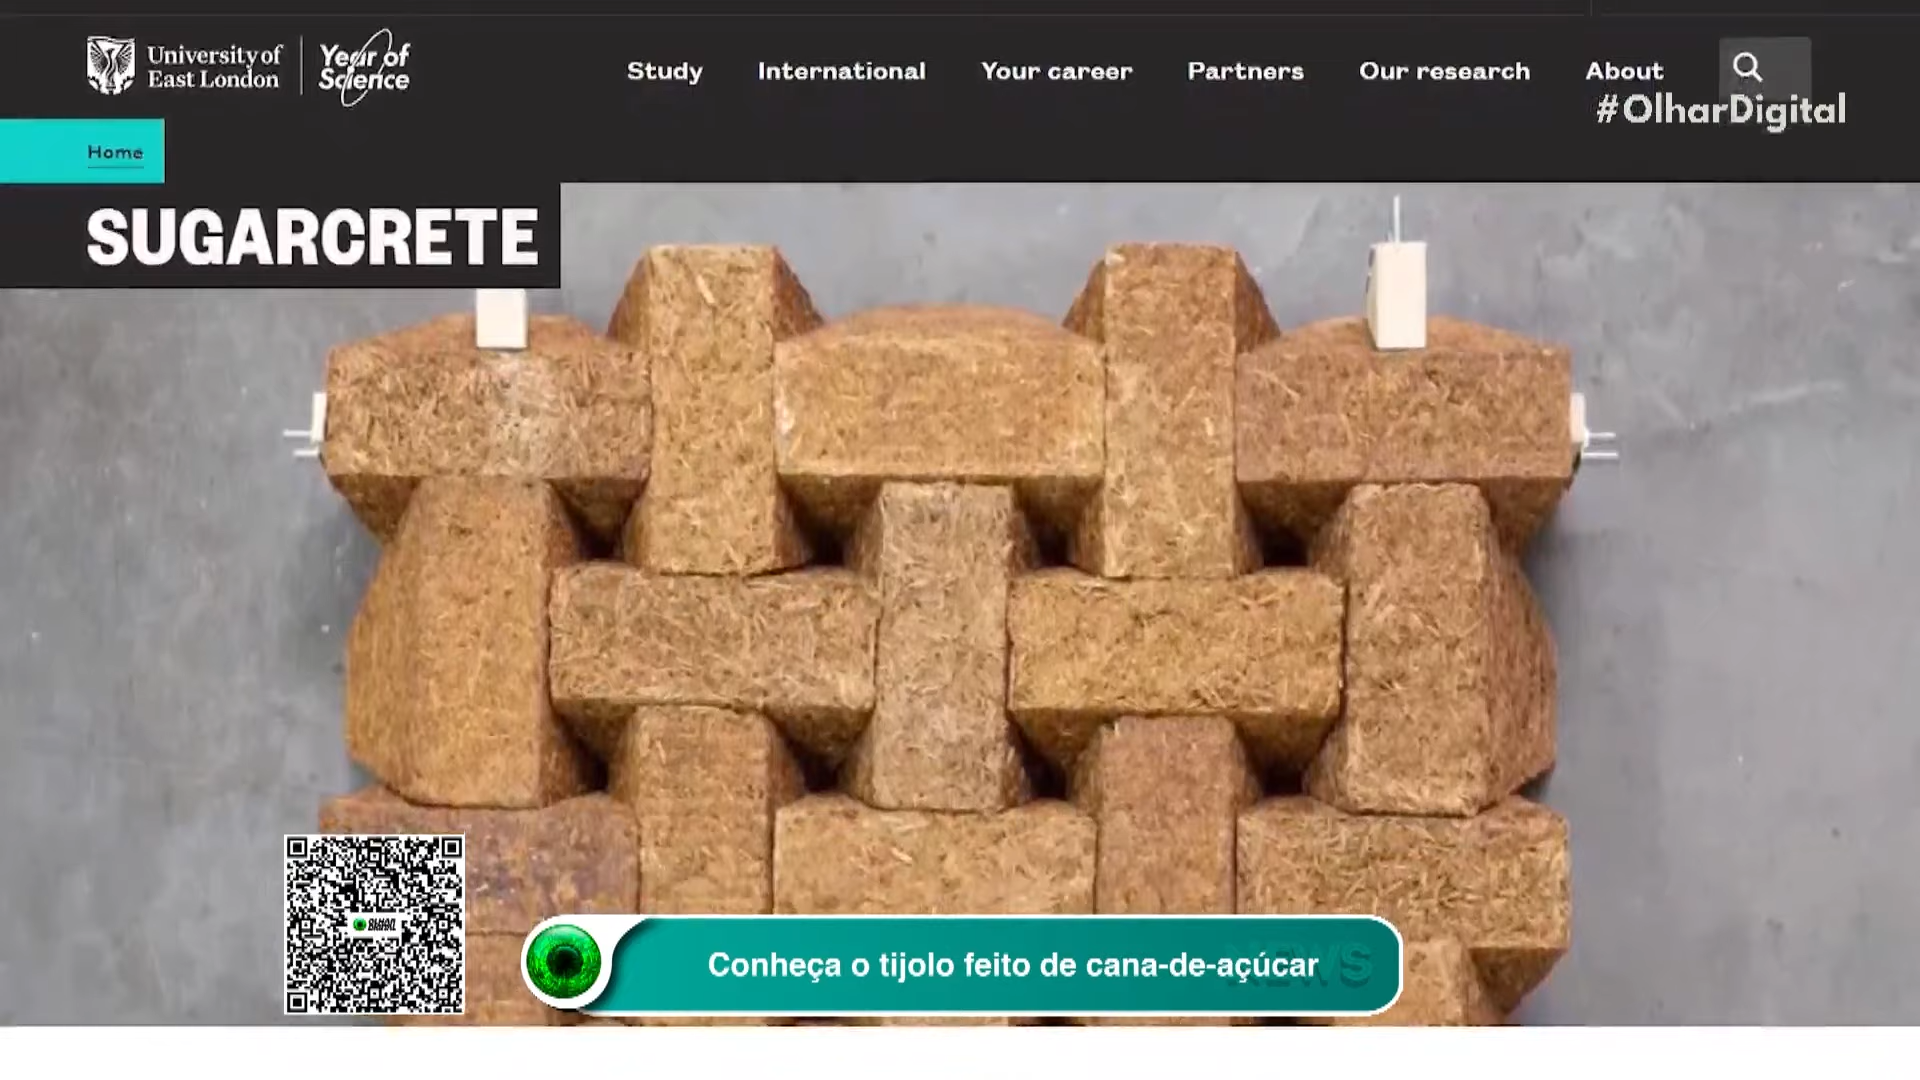 University of
East London
Year of
Science
Study
International
Your career
Partners
Our research
About
#OlharDigital
Home
SUGARCRETE
NEWS
Conheça o tijolo feito de cana-de-açúcar